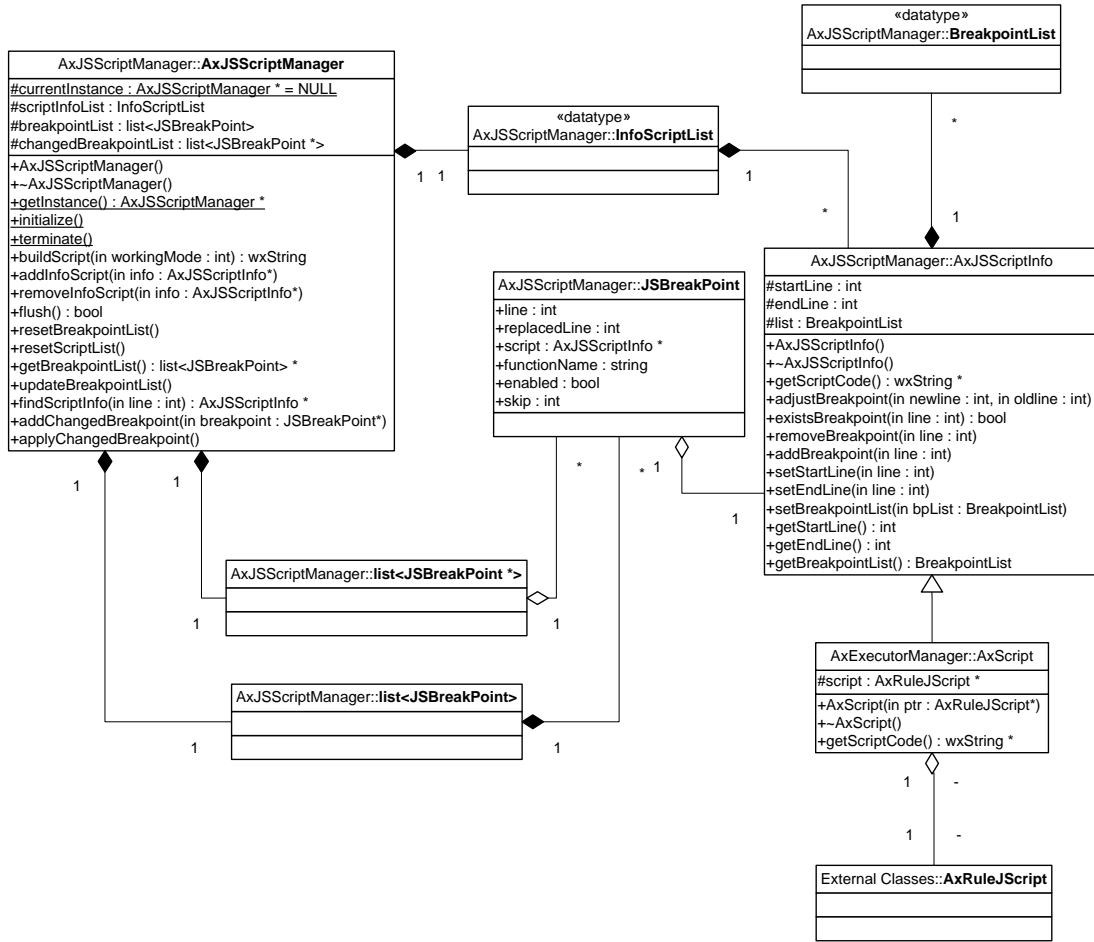 «datatype»
AxJSScriptManager::BreakpointList
AxJSScriptManager::AxJSScriptManager
#currentInstance : AxJSScriptManager * = NULL
#scriptInfoList : InfoScriptList
#breakpointList : list<JSBreakPoint>
#changedBreakpointList : list<JSBreakPoint *>
+AxJSScriptManager()
+~AxJSScriptManager()
+getInstance() : AxJSScriptManager *
+initialize()
+terminate()
+buildScript(in workingMode : int) : wxString
+addInfoScript(in info : AxJSScriptInfo*)
+removeInfoScript(in info : AxJSScriptInfo*)
+flush() : bool
+resetBreakpointList()
+resetScriptList()
+getBreakpointList() : list<JSBreakPoint> *
+updateBreakpointList()
+findScriptInfo(in line : int) : AxJSScriptInfo *
+addChangedBreakpoint(in breakpoint : JSBreakPoint*)
+applyChangedBreakpoint()
«datatype»
AxJSScriptManager::InfoScriptList
1
1
1
*
*
1
AxJSScriptManager::JSBreakPoint
+line : int
+replacedLine : int
+script : AxJSScriptInfo *
+functionName : string
+enabled : bool
+skip : int
AxJSScriptManager::AxJSScriptInfo
#startLine : int
#endLine : int
#list : BreakpointList
+AxJSScriptInfo()
+~AxJSScriptInfo()
+getScriptCode() : wxString *
+adjustBreakpoint(in newline : int, in oldline : int)
+existsBreakpoint(in line : int) : bool
+removeBreakpoint(in line : int)
+addBreakpoint(in line : int)
+setStartLine(in line : int)
+setEndLine(in line : int)
+setBreakpointList(in bpList : BreakpointList)
+getStartLine() : int
+getEndLine() : int
+getBreakpointList() : BreakpointList
1
1
*
*
1
1
AxJSScriptManager::list<JSBreakPoint *>
1
1
AxJSScriptManager::list<JSBreakPoint>
1
1
AxExecutorManager::AxScript
#script : AxRuleJScript *
+AxScript(in ptr : AxRuleJScript*)
+~AxScript()
+getScriptCode() : wxString *
1
-
1
-
External Classes::AxRuleJScript